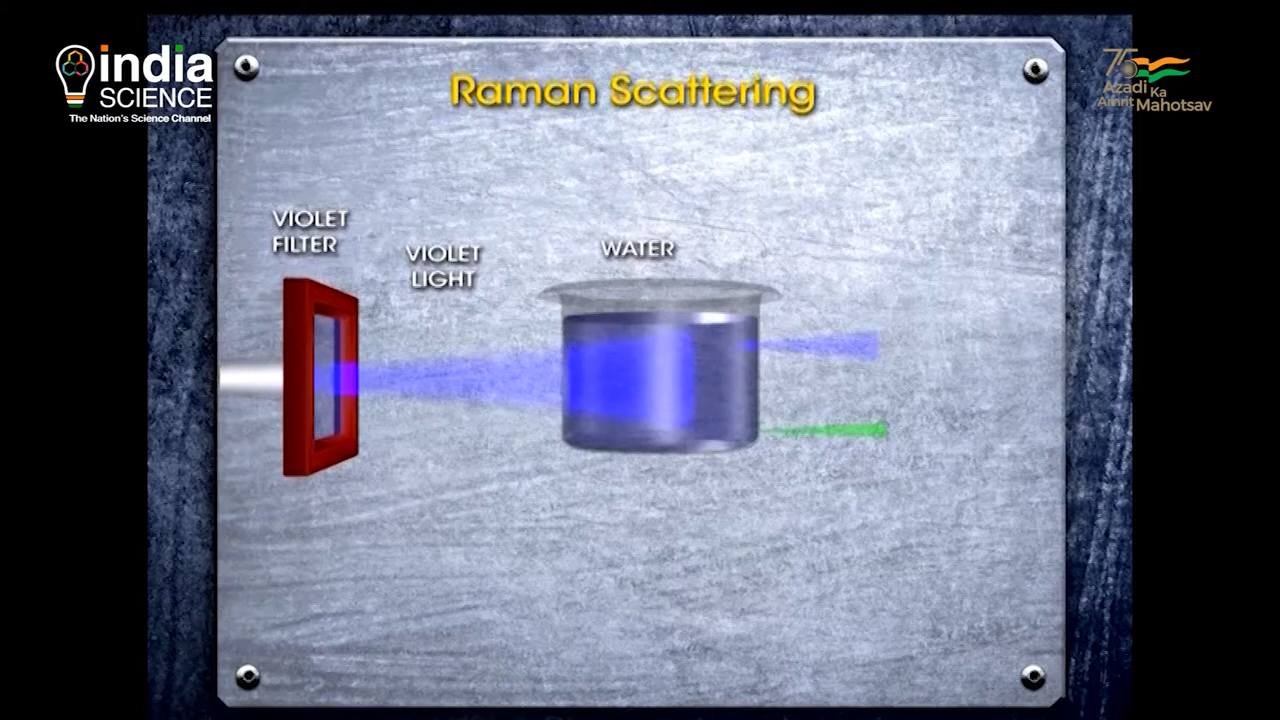 india
SCIENCE
The Nation's Science Channel
75
Azadi Ka
Amrit Mahotsav
Raman Scattering
VIOLET
FILTER
VIOLET
LIGHT
WATER